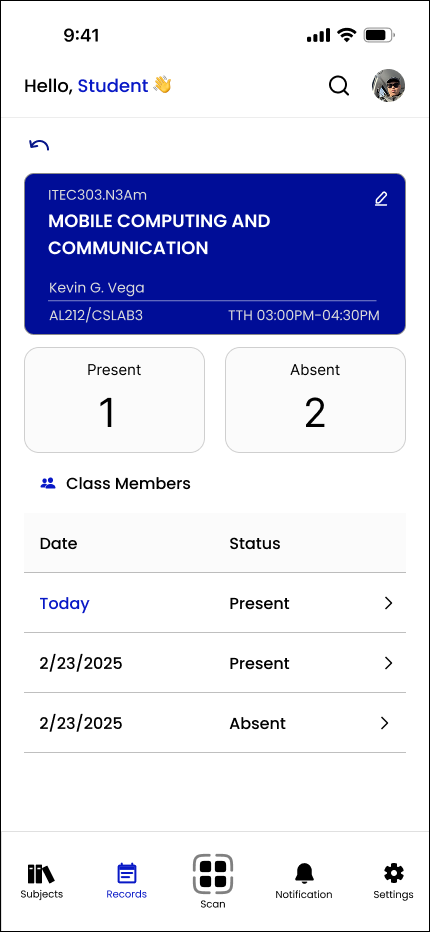 9:41
Hello, Student 👋
ITEC303.N3Am
MOBILE COMPUTING AND
COMMUNICATION
Kevin G. Vega
AL212/CSLAB3 TTH 03:00PM-04:30PM
Present Absent
1 2
Class Members
Date Status
Today Present
2/23/2025 Present
2/23/2025 Absent
Subjects Records Scan Notification Settings